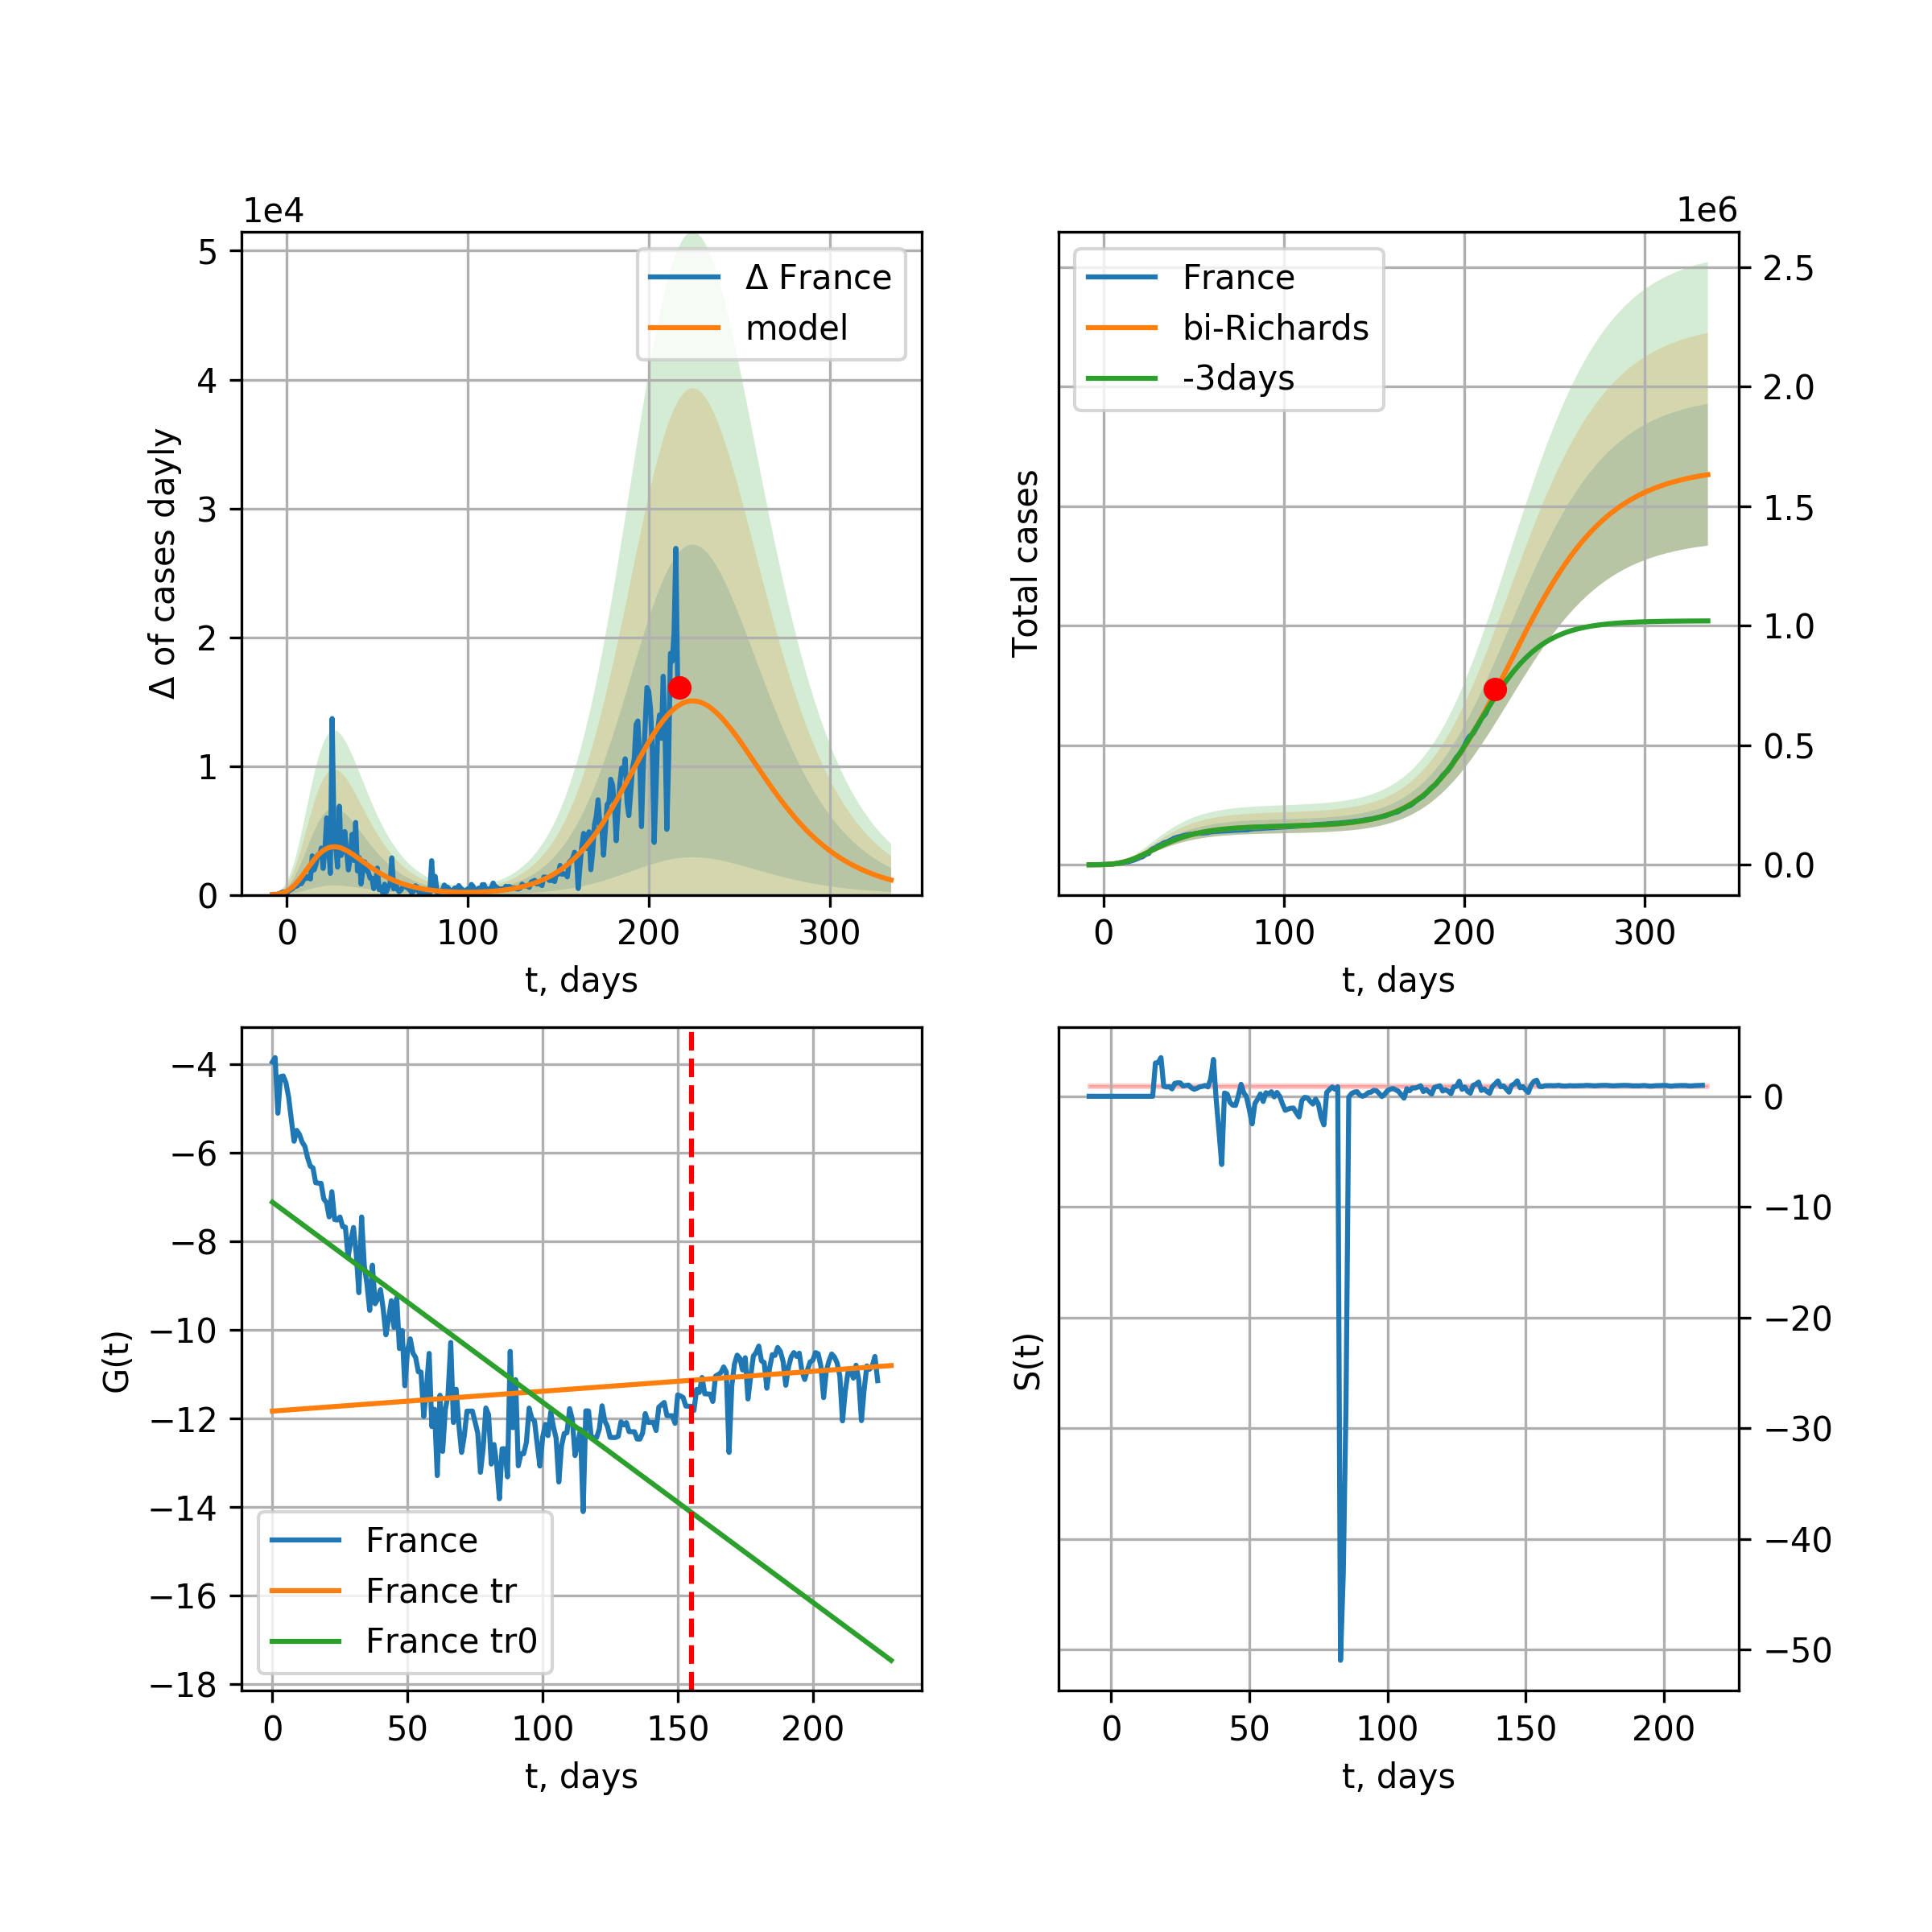 1e4
5
4
3
2
1
0
Δ of cases dayly
Δ France
model
0 100 200 300
t, days
1e6
France
bi-Richards
-3days
Total cases
2.5
2.0
1.5
1.0
0.5
0.0
0 100 200 300
t, days
−4
−6
−8
−10
−12
−14
−16
−18
G(t)
France
France tr
France tr0
0 50 100 150 200
t, days
S(t)
0
−10
−20
−30
−40
−50
0 50 100 150 200
t, days